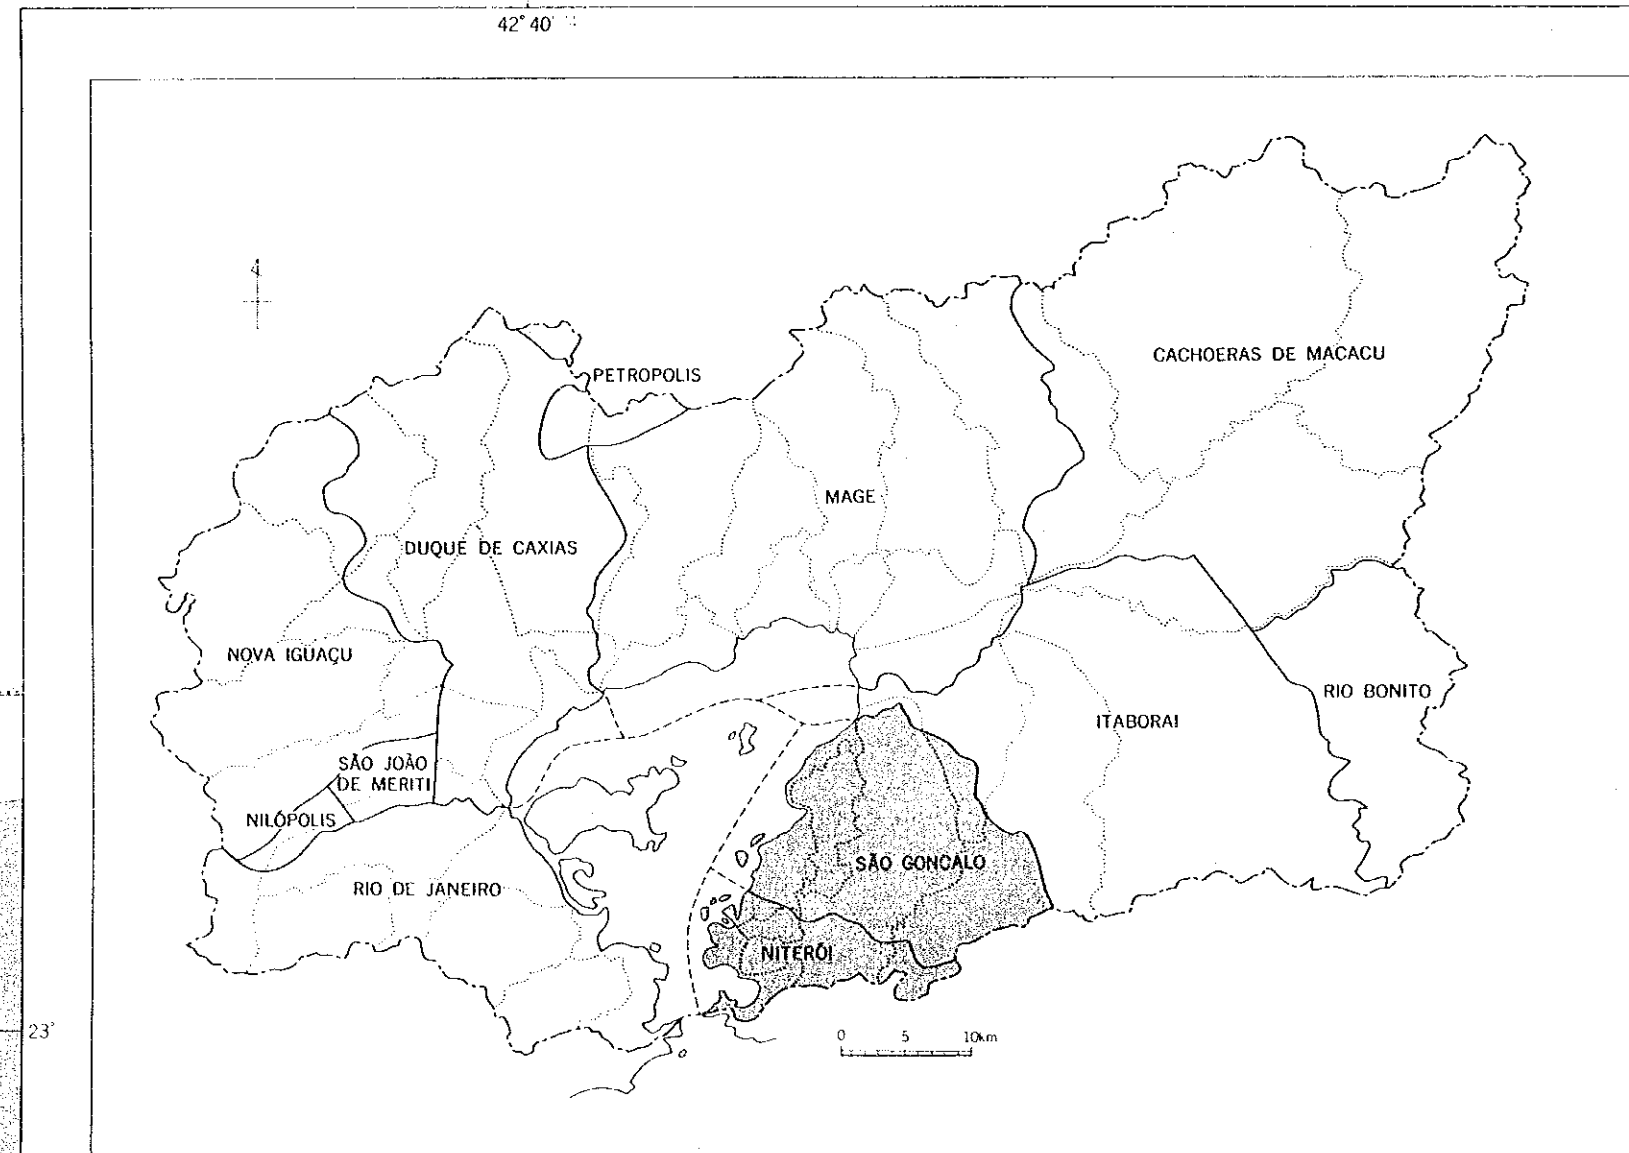 42°40'
CACHOERAS DE MACACU
PETROPOLIS
MAGE
DUQUE DE CAXIAS
NOVA IGUAÇU
RIO BONITO
ITABORAI
SÃO JOÃO
DE MERITI
NILÓPOLIS
SÃO GONÇALO
RIO DE JANEIRO
NITERÓI
0 5 10km
23°